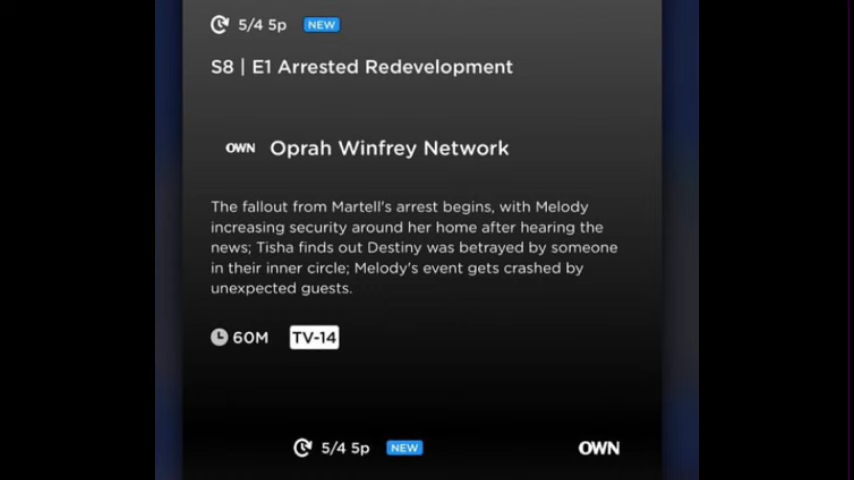 5/4 5p NEW
S8 | E1 Arrested Redevelopment
OWN Oprah Winfrey Network
The fallout from Martell's arrest begins, with Melody
increasing security around her home after hearing the
news; Tisha finds out Destiny was betrayed by someone
in their inner circle; Melody's event gets crashed by
unexpected guests.
60M TV-14
5/4 5p NEW OWN